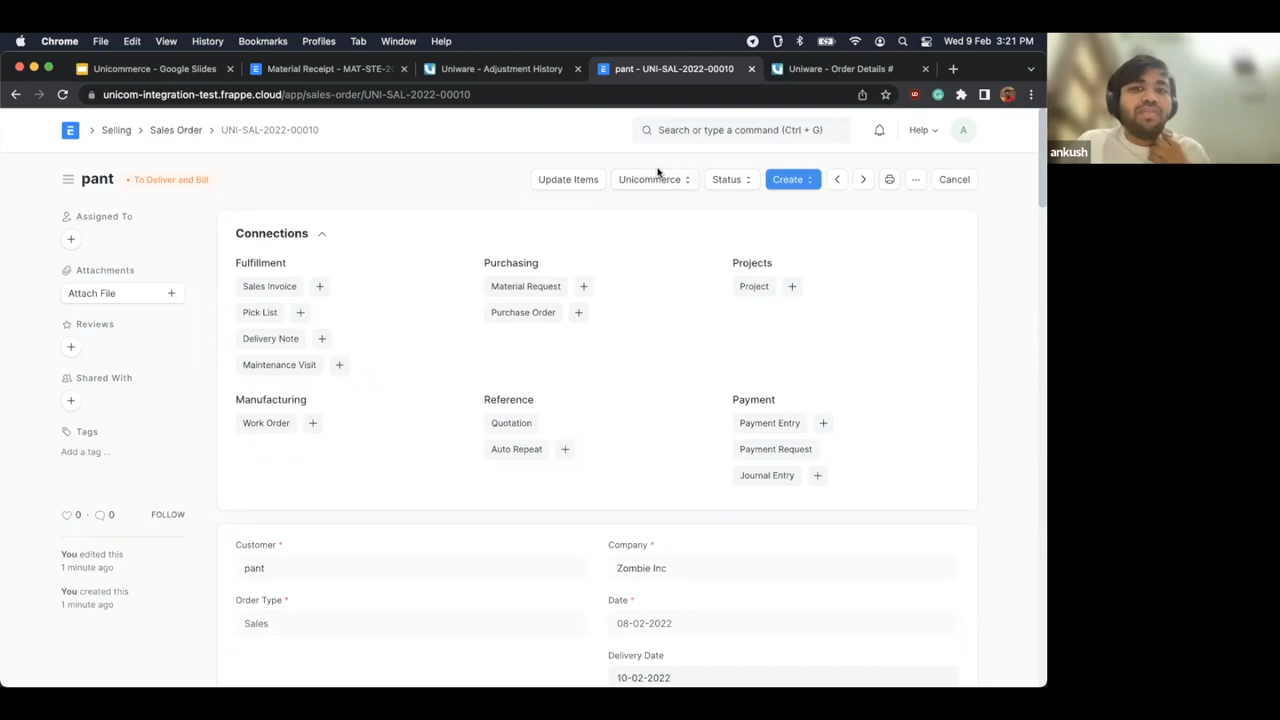 Chrome File Edit View History Bookmarks Profiles Tab Window Help Wed 9 Feb 3:21 PM
Unicommerce - Google Slides × Material Receipt - MAT-STE-2 × Uniware - Adjustment History × pant - UNI-SAL-2022-00010 × Uniware - Order Details # × +
unicom-integration-test.frappe.cloud/app/sales-order/UNI-SAL-2022-00010
E Selling Sales Order UNI-SAL-2022-00010 Search or type a command (Ctrl + G) Help A
pant • To Deliver and Bill Update Items Unicommerce Status Create ... Cancel
Assigned To
+
Attachments
Attach File +
Reviews
+
Shared With
+
Tags
Add a tag ...
0 · 0 FOLLOW
You edited this
1 minute ago
You created this
1 minute ago
Connections
Fulfillment Purchasing Projects
Sales Invoice + Material Request + Project +
Pick List + Purchase Order +
Delivery Note +
Maintenance Visit +
Manufacturing Reference Payment
Work Order + Quotation Payment Entry +
Auto Repeat + Payment Request
Journal Entry +
Customer * Company *
pant Zombie Inc
Order Type * Date *
Sales 08-02-2022
Delivery Date
10-02-2022
ankush